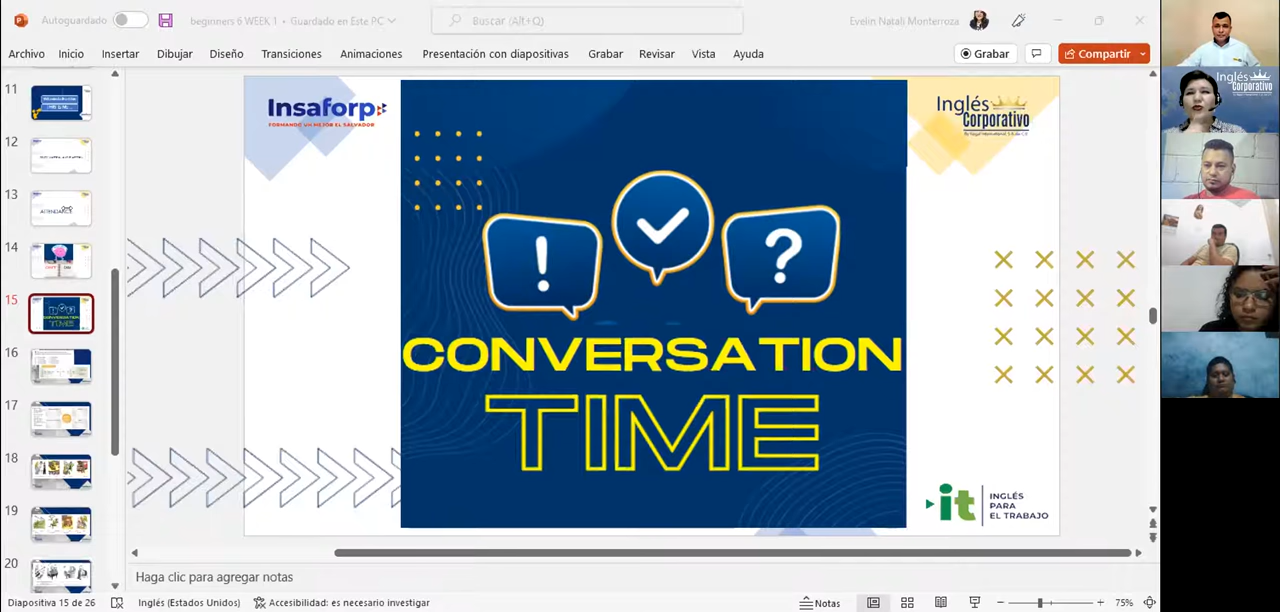 Autoguardado
beginners 6 WEEK 1 • Guardado en Este PC
Buscar (Alt+Q)
Evelin Natali Monterroza
Archivo Inicio Insertar Dibujar Diseño Transiciones Animaciones Presentación con diapositivas Grabar Revisar Vista Ayuda
Grabar
Compartir
11
12
13
ATTENDANCE
14
15
CONVERSATION
TIME
16
17
18
19
20
Insaforp
FORMANDO UN MEJOR EL SALVADOR
Inglés
Corporativo
!
?
CONVERSATION
TIME
it
INGLÉS
PARA
EL TRABAJO
Inglés
Corporativo
Haga clic para agregar notas
Diapositiva 15 de 26
Inglés (Estados Unidos)
Accesibilidad: es necesario investigar
Notas
75%